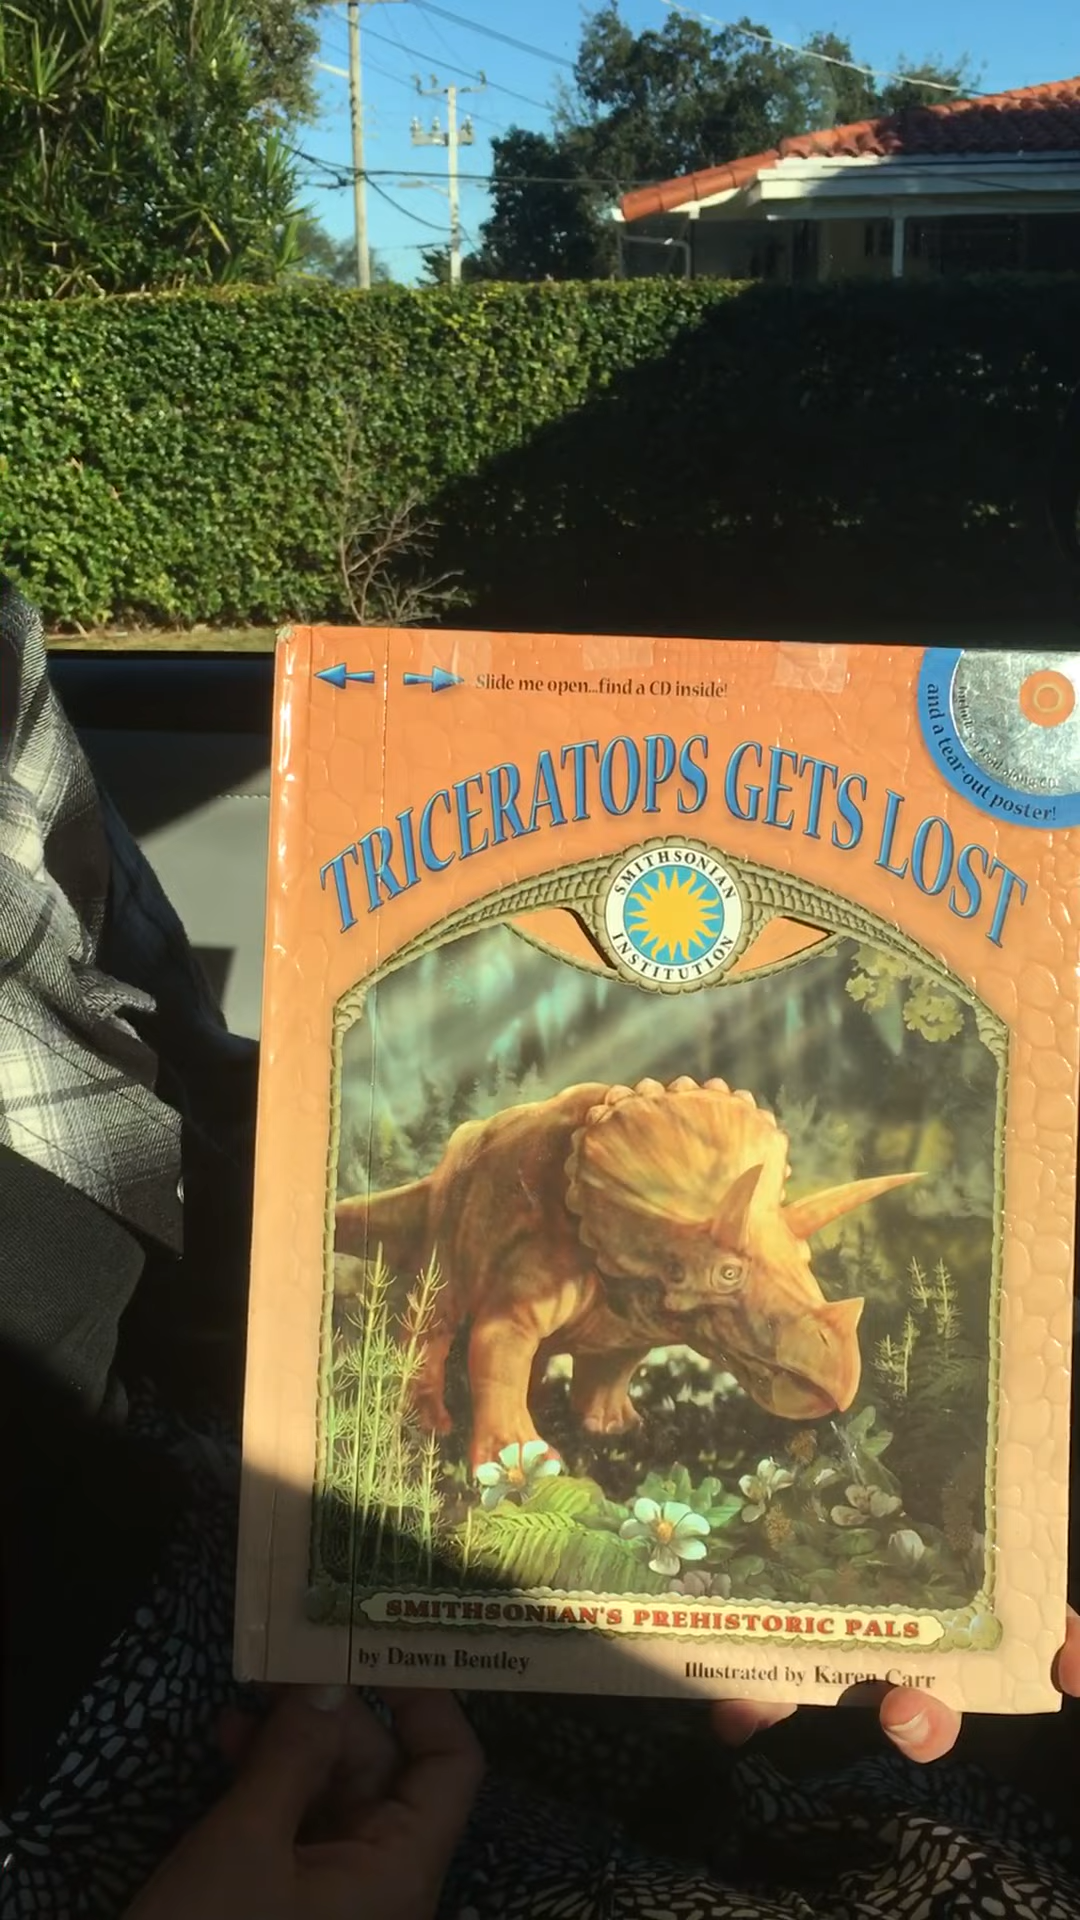 Slide me open...find a CD inside!
and a tear-out poster!
TRICERATOPS GETS LOST
SMITHSONIAN
INSTITUTION
SMITHSONIAN'S PREHISTORIC PALS
by Dawn Bentley
Illustrated by Karen Carr